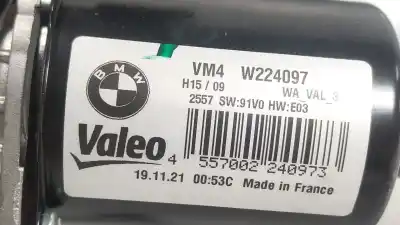 BMW
VM4 W224097
H15 / 09 WA_VAL_3
2557 SW:91V0 HW:E03
Valeo
4 557002 240973
19.11.21 00:53C Made in France